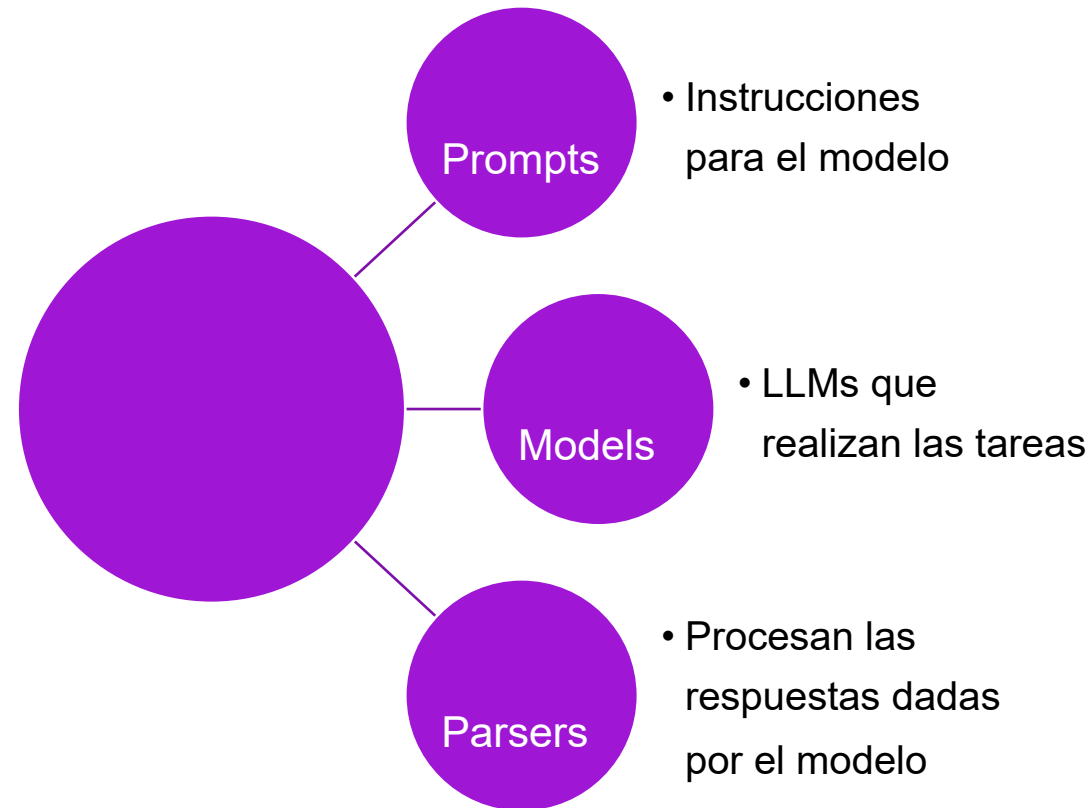 Prompts
• Instrucciones
para el modelo
Models
• LLMs que
realizan las tareas
Parsers
• Procesan las
respuestas dadas
por el modelo